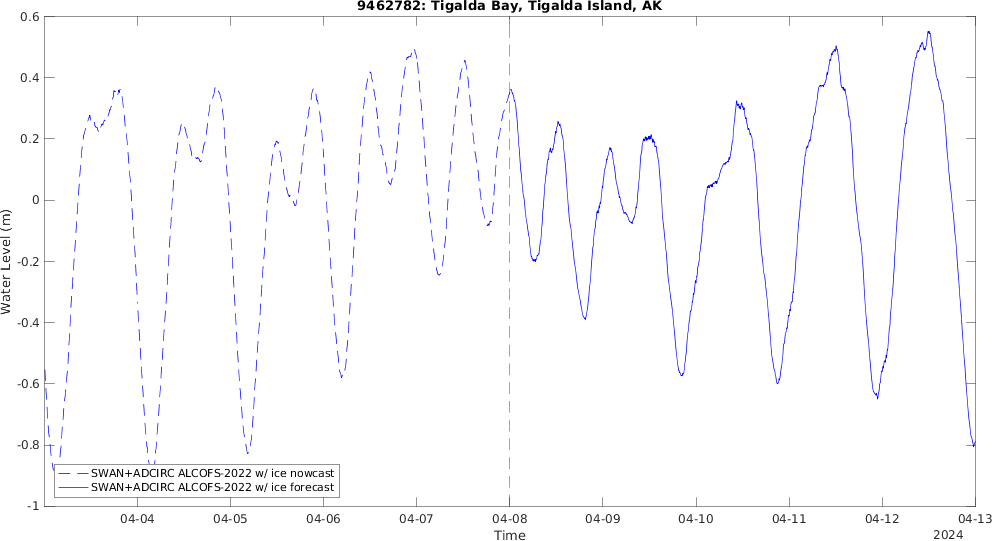 9462782: Tigalda Bay, Tigalda Island, AK
Water Level (m)
0.6
0.4
0.2
0
-0.2
-0.4
-0.6
-0.8
-1
SWAN+ADCIRC ALCOFS-2022 w/ ice nowcast
SWAN+ADCIRC ALCOFS-2022 w/ ice forecast
04-04 04-05 04-06 04-07 04-08 04-09 04-10 04-11 04-12 04-13
Time
2024